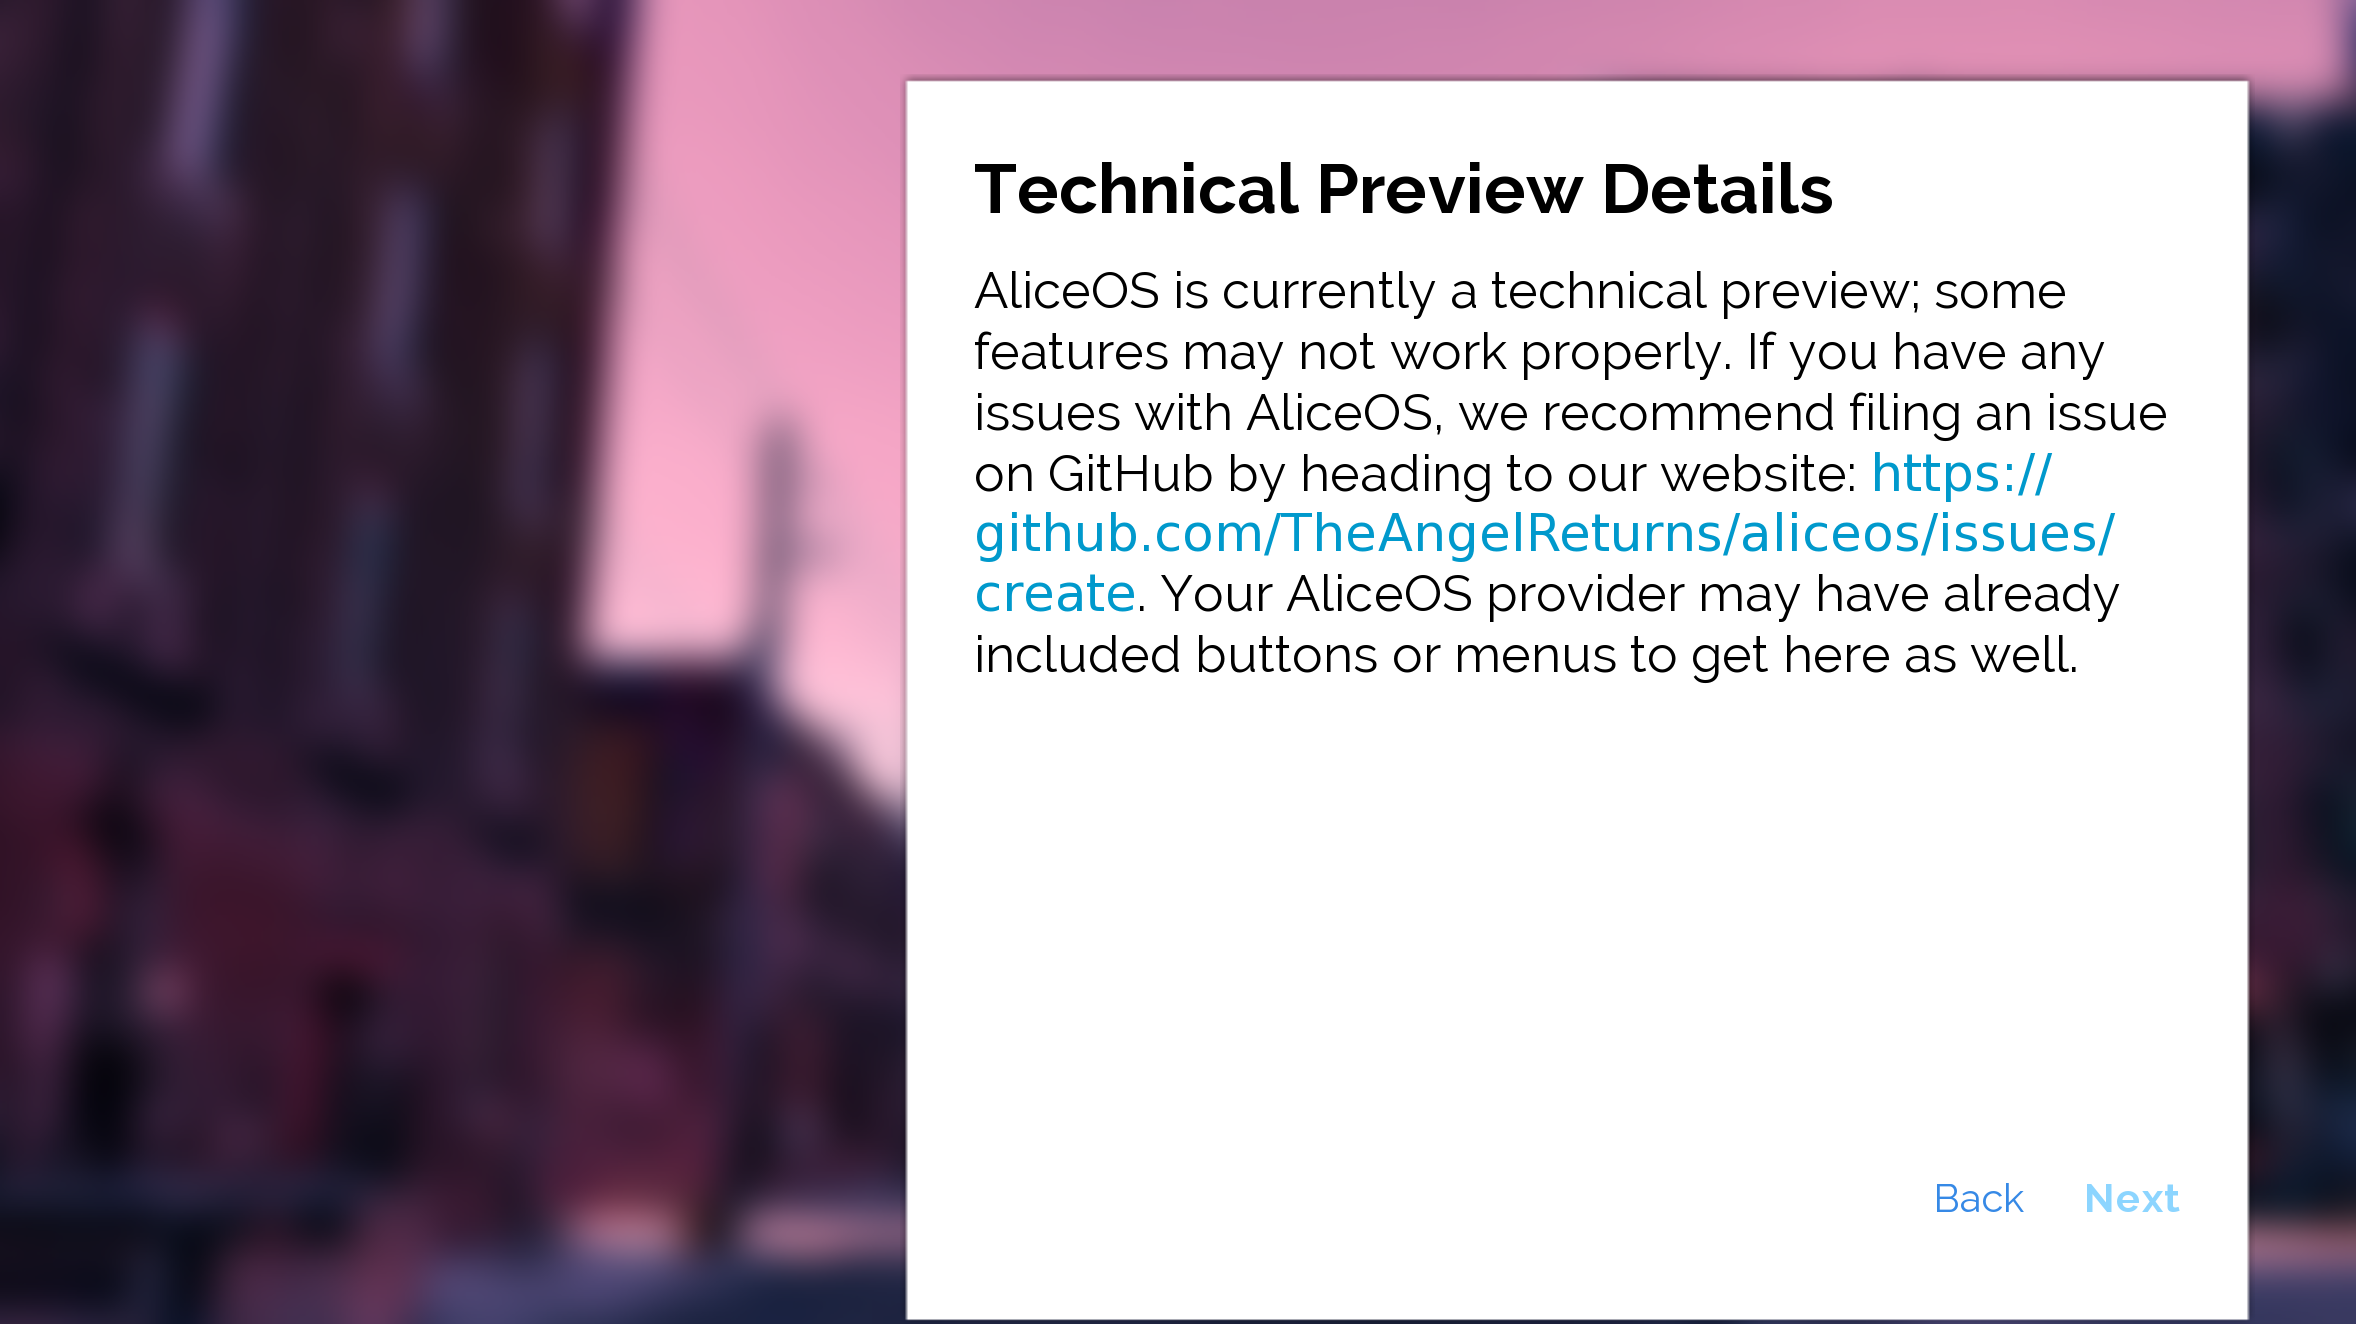 Technical Preview Details
AliceOS is currently a technical preview; some
features may not work properly. If you have any
issues with AliceOS, we recommend filing an issue
on GitHub by heading to our website: https://
github.com/TheAngelReturns/aliceos/issues/
create. Your AliceOS provider may have already
included buttons or menus to get here as well.
Back Next